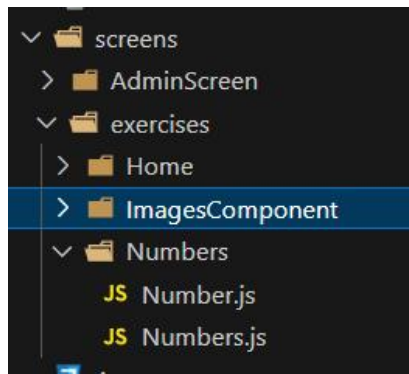 screens
AdminScreen
exercises
Home
ImagesComponent
Numbers
JS Number.js
JS Numbers.js